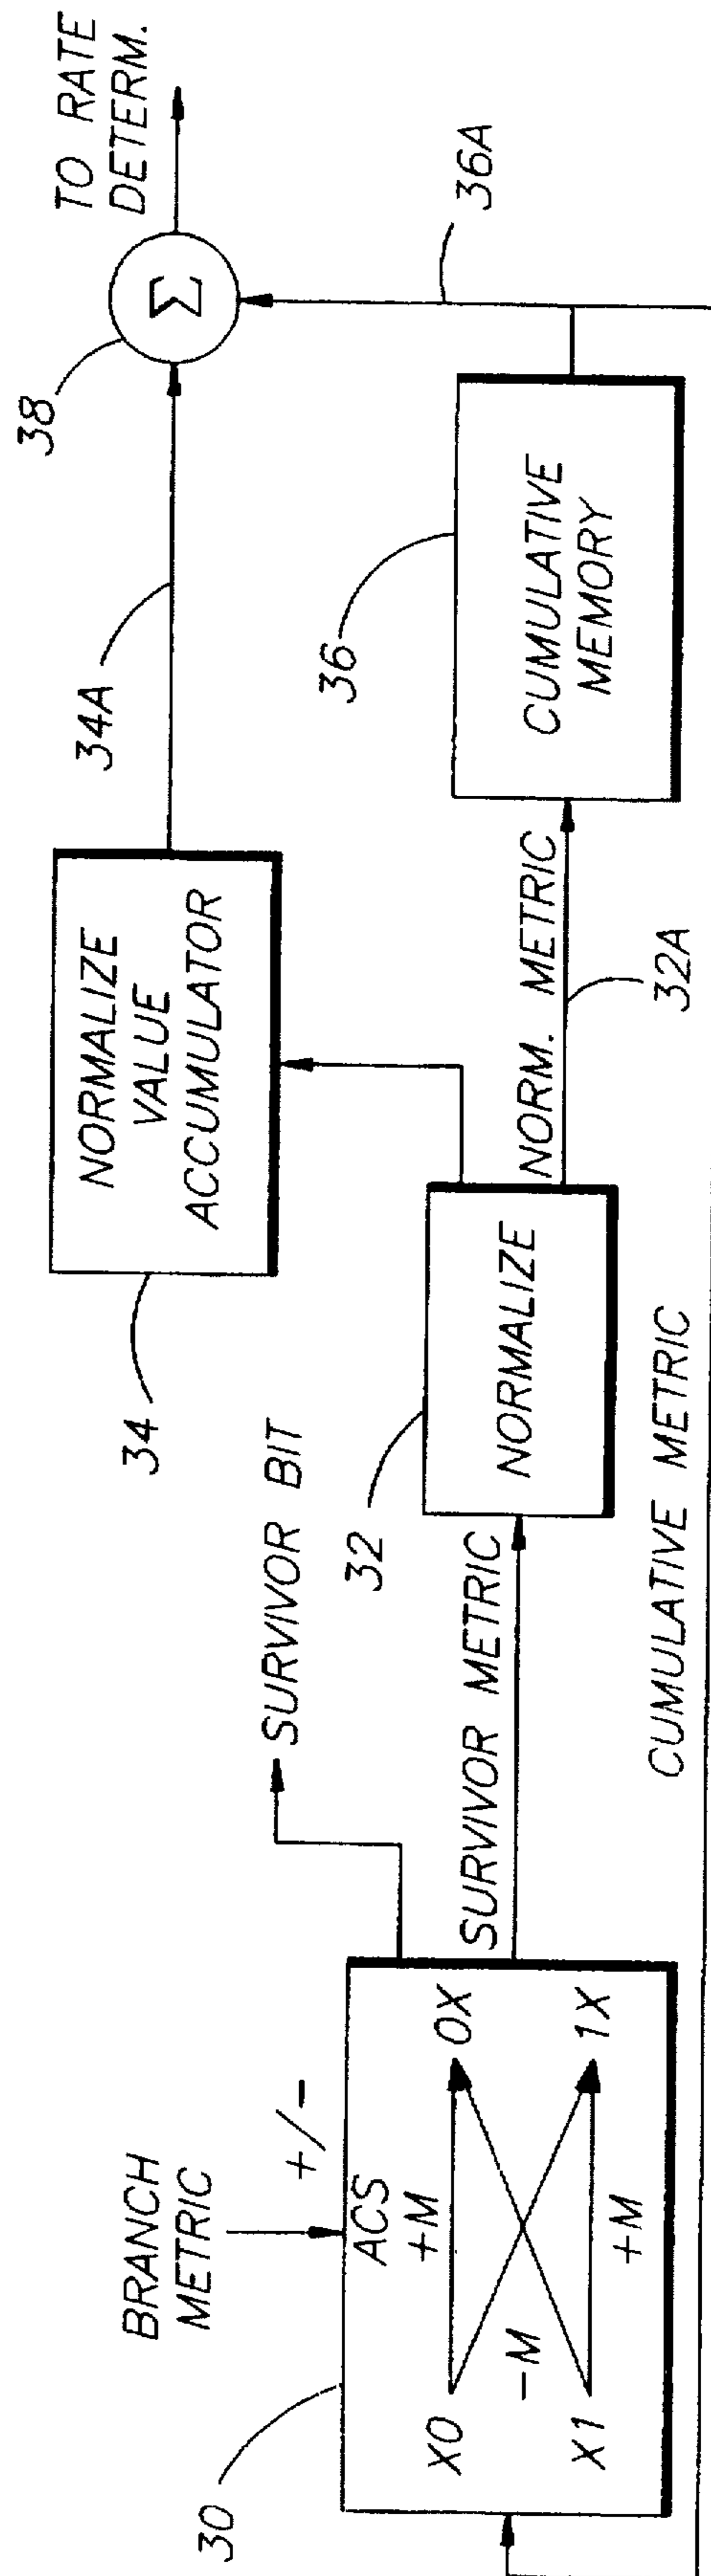 BRANCH
METRIC
+/-
30
ACS
+M
X0
0X
-M
X1
1X
+M
SURVIVOR BIT
SURVIVOR METRIC
32
NORMALIZE
34
NORMALIZE
VALUE
ACCUMULATOR
34A
NORM. METRIC
32A
36
CUMULATIVE
MEMORY
36A
38
Σ
TO RATE
DETERM.
CUMULATIVE METRIC